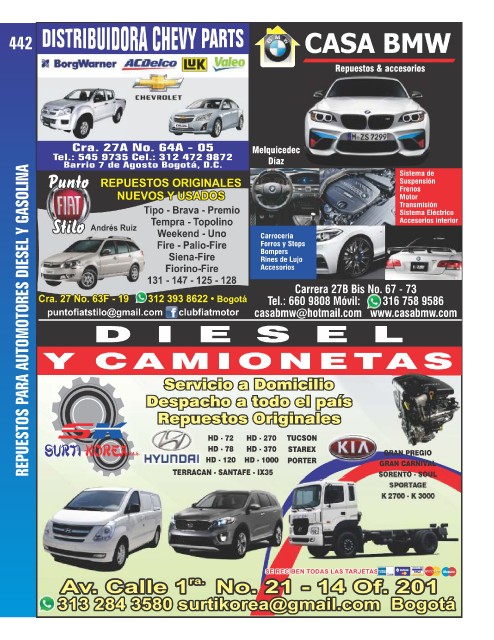 442
REPUESTOS PARA AUTOMOTORES DIESEL Y GASOLINA
DISTRIBUIDORA CHEVY PARTS
BorgWarner ACDelco LUK Valeo
CHEVROLET
Cra. 27A No. 64A - 05
Tel.: 545 9735 Cel.: 312 472 9872
Barrio 7 de Agosto Bogotá, D.C.
CASA BMW
Repuestos & accesorios
M·ZS 7299
Melquicedec
Díaz
Sistema de
Suspensión
Frenos
Motor
Transmisión
Sistema Eléctrico
Accesorios interior
Carrocería
Ferros y Stops
Bompers
Rines de Lujo
Accesorios
Carrera 27B Bis No. 67 - 73
Tel.: 660 9808 Móvil: 316 758 9586
casabmw@hotmail.com www.casabmw.com
Punto
FIAT
Stilo
Andrés Ruiz
REPUESTOS ORIGINALES
NUEVOS Y USADOS
Tipo - Brava - Premio
Tempra - Topolino
Weekend - Uno
Fire - Palio-Fire
Siena-Fire
Fiorino-Fire
131 - 147 - 125 - 128
Cra. 27 No. 63F - 19 312 393 8622 • Bogotá
puntofiatstilo@gmail.com clubfiatmotor
DIESEL
Y CAMIONETAS
Servicio a Domicilio
Despacho a todo el país
Repuestos Originales
SK
SURTI KOREA
HYUNDAI
HD - 72 HD - 270 TUCSON
HD - 78 HD - 370 STAREX
HD - 120 HD - 1000 PORTER
TERRACAN - SANTAFE - IX35
KIA
GRAN PREGIO
GRAN CARNIVAL
SORENTO - SOUL
SPORTAGE
K 2700 - K 3000
SE RECIBEN TODAS LAS TARJETAS
Av. Calle 1ra. No. 21 - 14 Of. 201
313 284 3580 surtikorea@gmail.com Bogotá